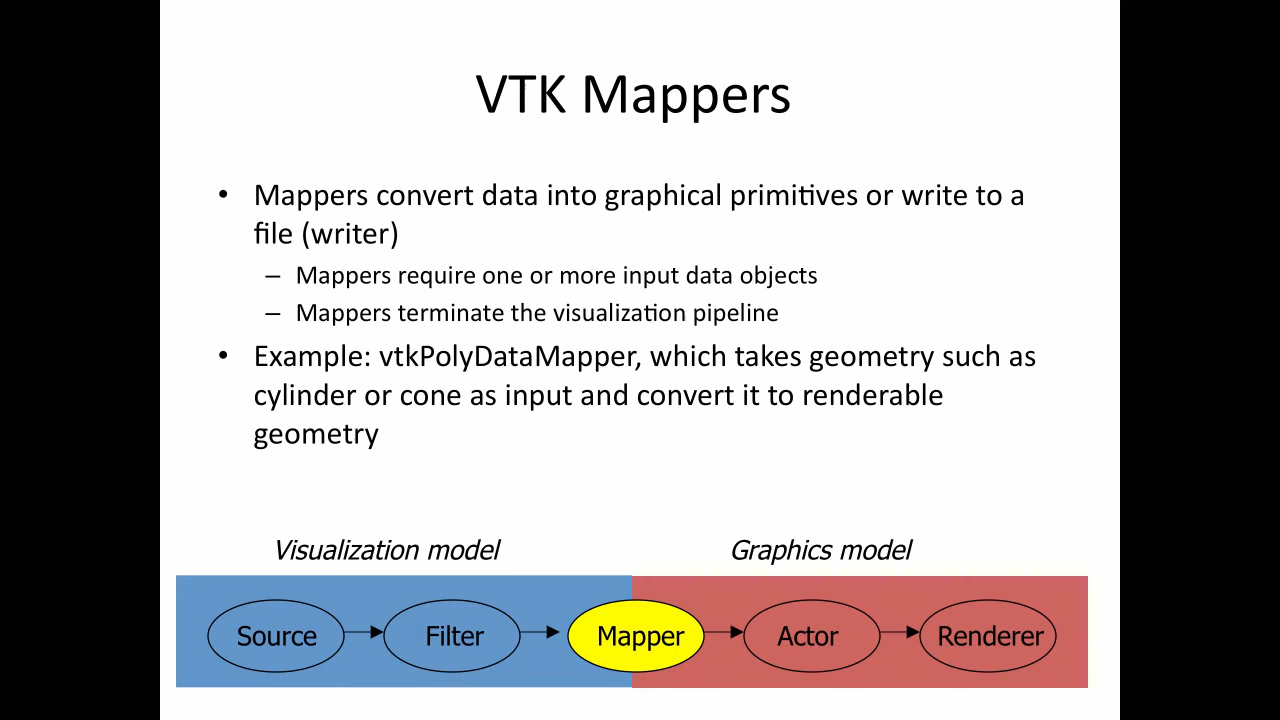 VTK Mappers
• Mappers convert data into graphical primitives or write to a
file (writer)
– Mappers require one or more input data objects
– Mappers terminate the visualization pipeline
• Example: vtkPolyDataMapper, which takes geometry such as
cylinder or cone as input and convert it to renderable
geometry
Visualization model
Graphics model
Source
Filter
Mapper
Actor
Renderer